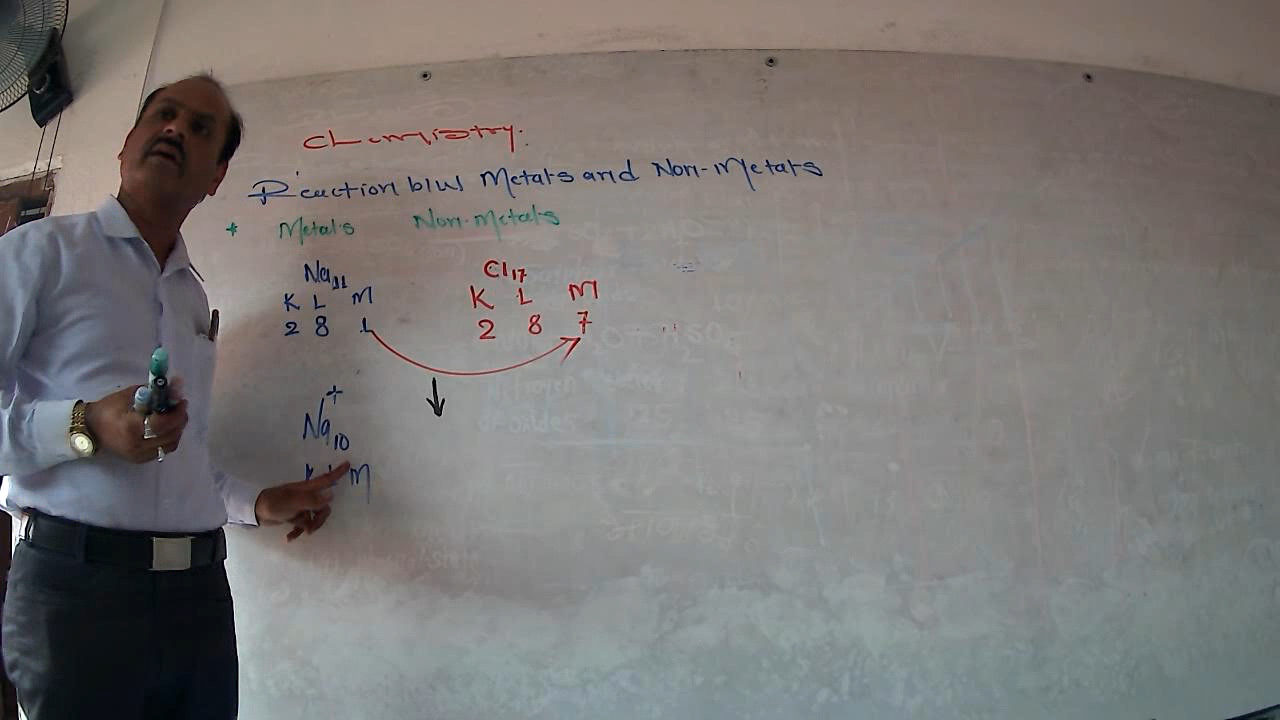 Chemistry.
Reaction b/w Metals and Non-Metals
* Metals Non-Metals
Na11 Cl17
K L M K L M
2 8 1 2 8 7
Na+10
K L M